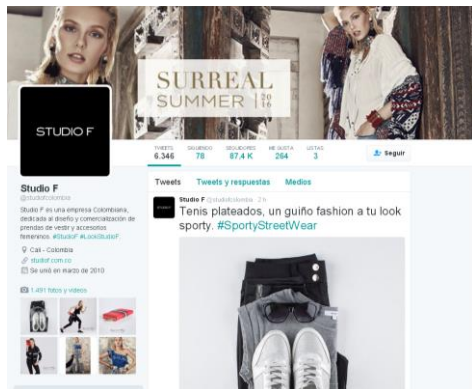 SURREAL
SUMMER 2016
STUDIO F
TWEETS SIGUIENDO SEGUIDORES ME GUSTA LISTAS
6.346 78 87,4 K 264 3
Seguir
Studio F
@studiofcolombia
Studio F es una empresa Colombiana,
dedicada al diseño y comercialización de
prendas de vestir y accesorios
femeninos. #StudioF #LookStudioF
Cali - Colombia
studiof.com.co
Se unió en marzo de 2010
1.491 fotos y videos
Tweets Tweets y respuestas Medios
Studio F @studiofcolombia · 2 h
Tenis plateados, un guiño fashion a tu look
sporty. #SportyStreetWear